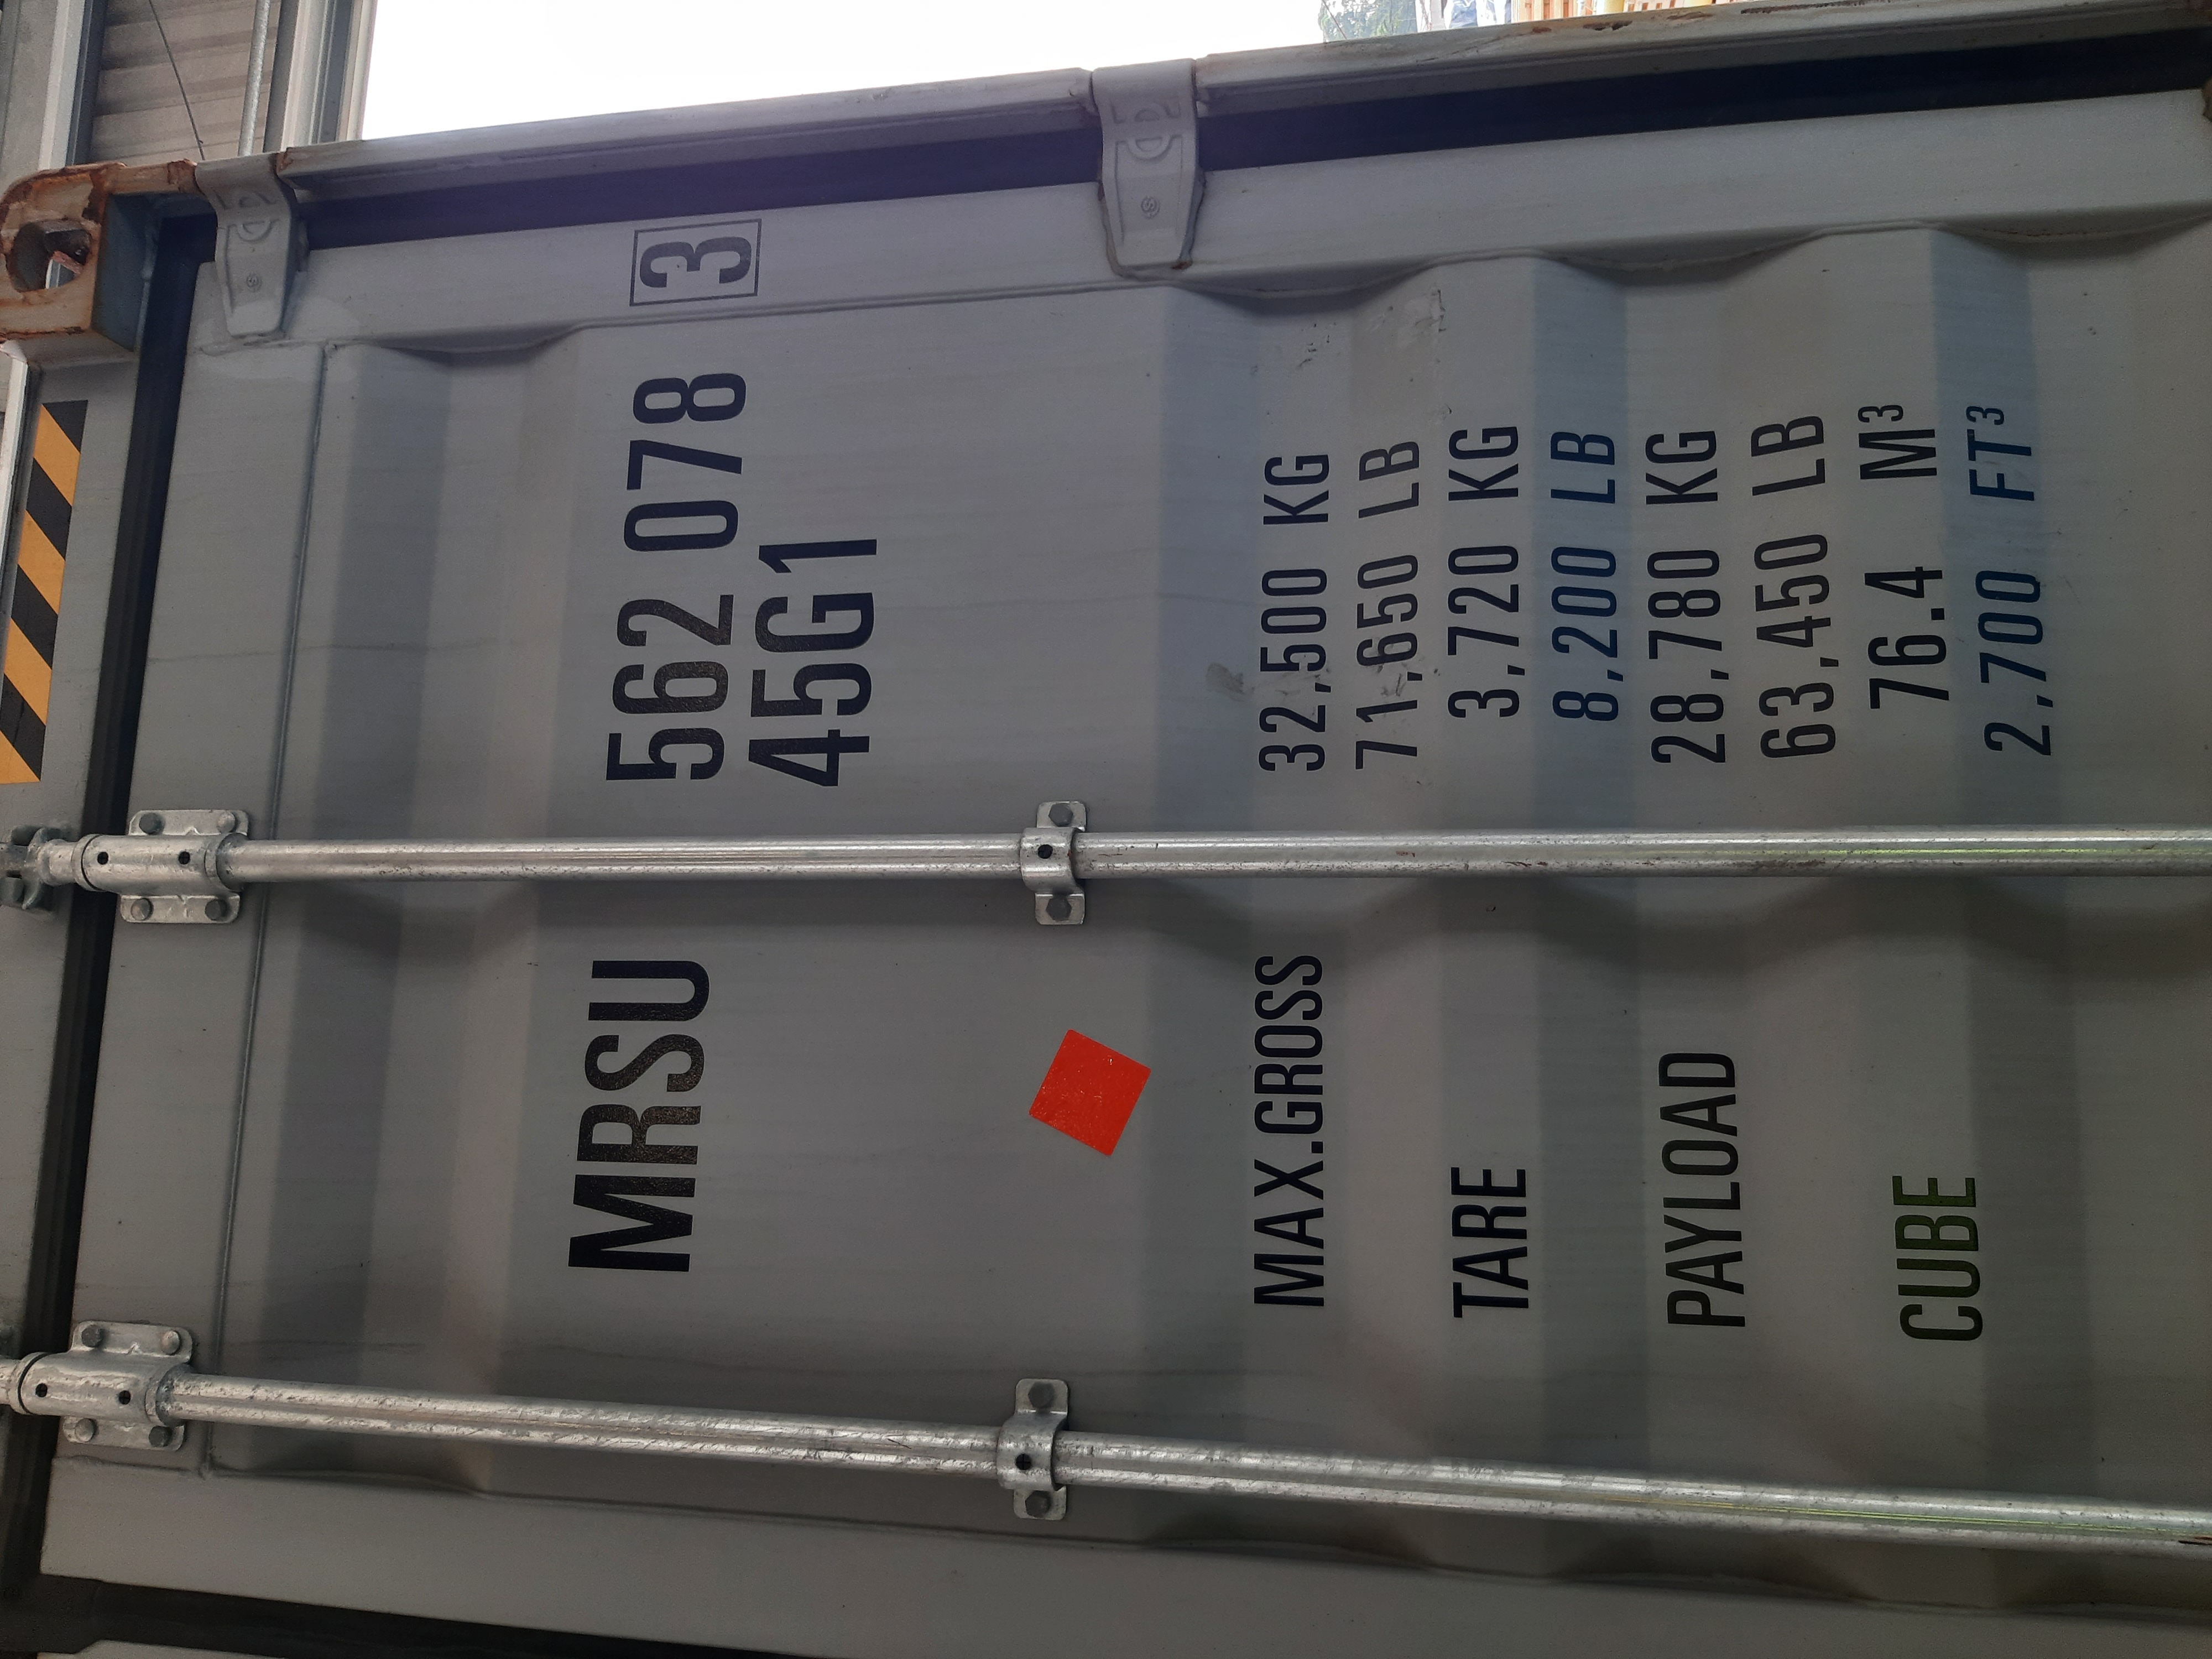 MRSU 562 078 3
45G1
MAX.GROSS 32,500 KG
71,650 LB
TARE 3,720 KG
8,200 LB
PAYLOAD 28,780 KG
63,450 LB
CUBE 76.4 M³
2,700 FT³